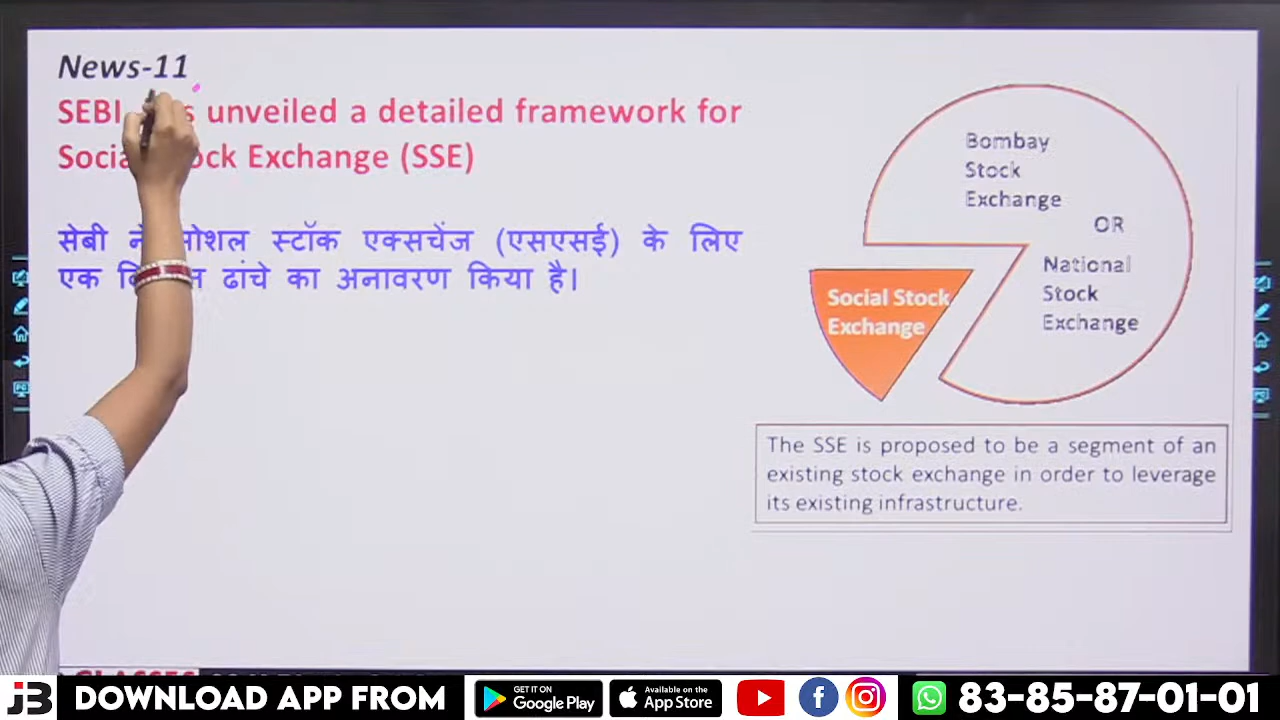 News-11
SEBI unveiled a detailed framework for
Social Stock Exchange (SSE)
सेबी ने सोशल स्टॉक एक्सचेंज (एसएसई) के लिए
एक ढांचे का अनावरण किया है।
Bombay
Stock
Exchange
OR
National
Stock
Exchange
Social Stock
Exchange
The SSE is proposed to be a segment of an
existing stock exchange in order to leverage
its existing infrastructure.
DOWNLOAD APP FROM
GET IT ON
Google Play
Available on the
App Store
83-85-87-01-01